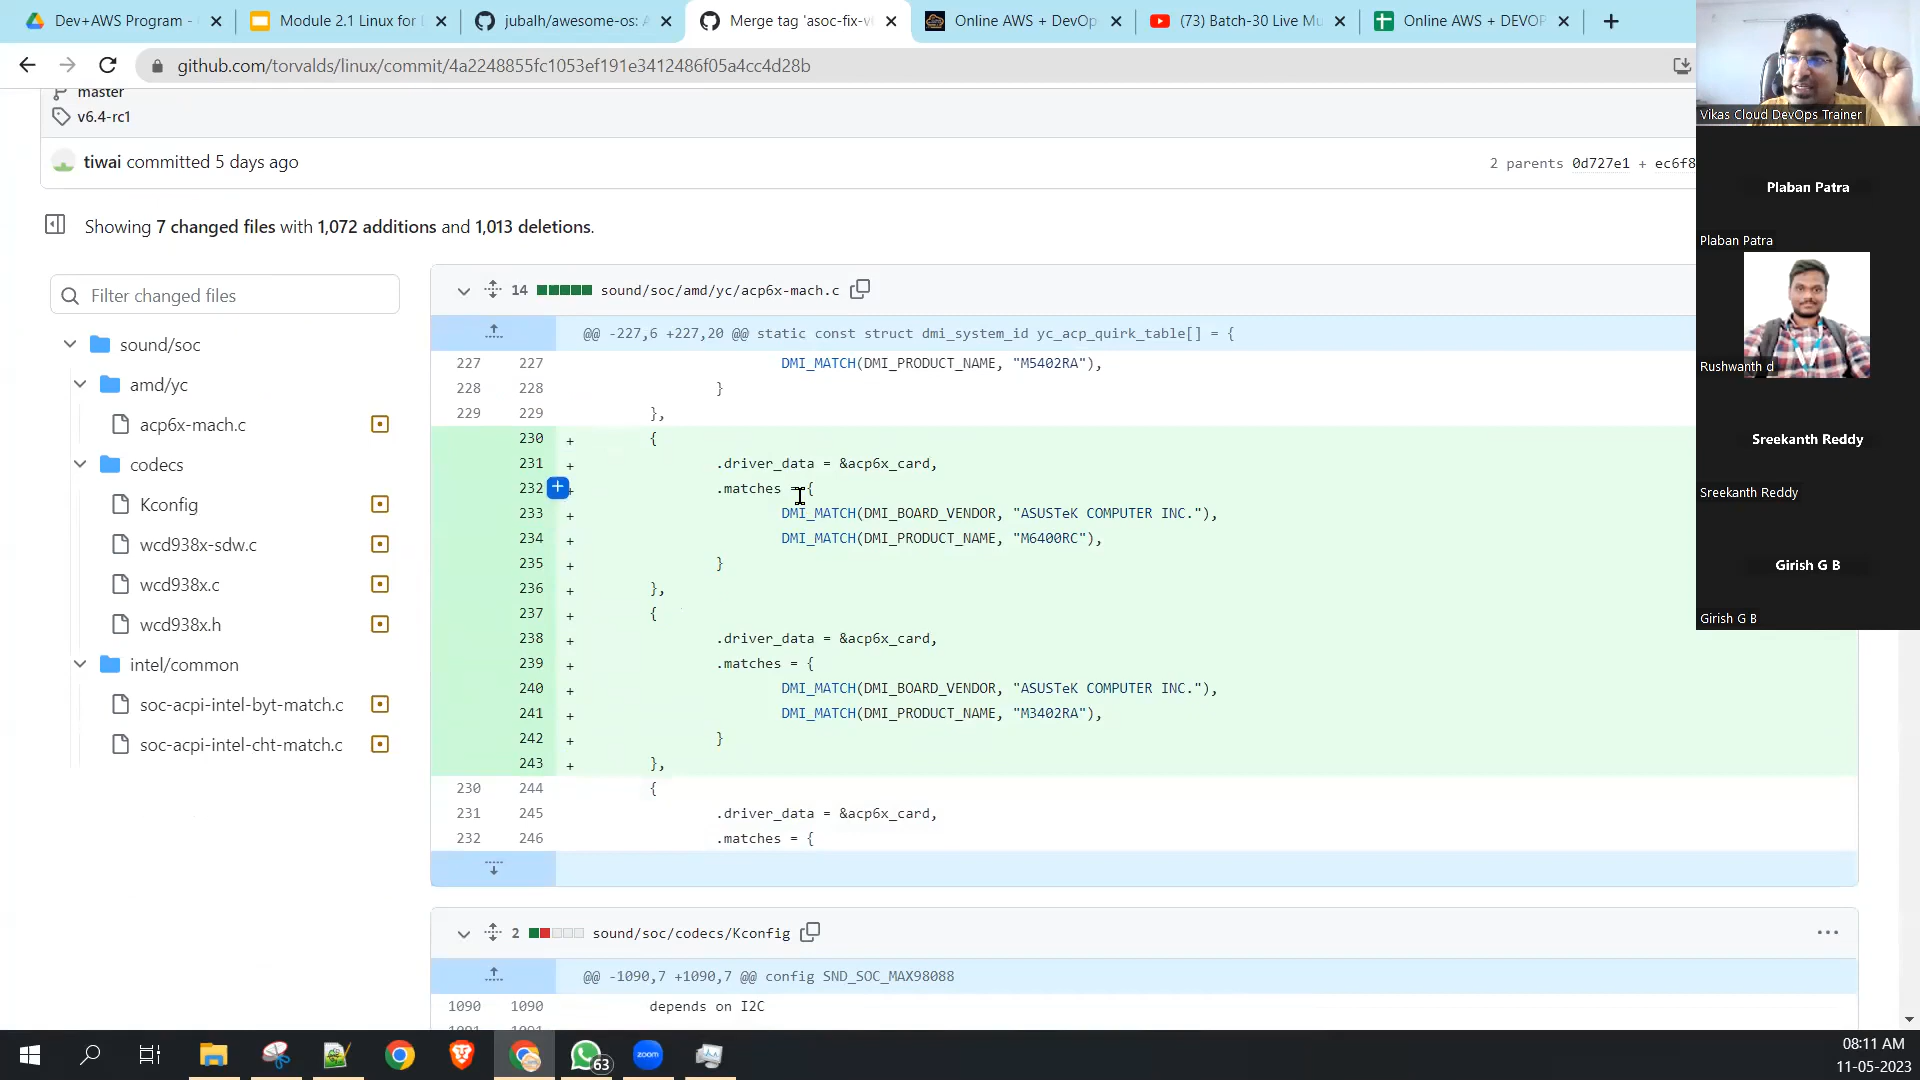 Dev+AWS Program -
Module 2.1 Linux for
jubalh/awesome-os:
Merge tag 'asoc-fix-v
Online AWS + DevOp
(73) Batch-30 Live Mu
Online AWS + DEVOP
github.com/torvalds/linux/commit/4a2248855fc1053ef191e3412486f05a4cc4d28b
master
v6.4-rc1
tiwai committed 5 days ago
2 parents 0d727e1 + ec6f8
Showing 7 changed files with 1,072 additions and 1,013 deletions.
Filter changed files
sound/soc
amd/yc
acp6x-mach.c
codecs
Kconfig
wcd938x-sdw.c
wcd938x.c
wcd938x.h
intel/common
soc-acpi-intel-byt-match.c
soc-acpi-intel-cht-match.c
14 sound/soc/amd/yc/acp6x-mach.c
@@ -227,6 +227,20 @@ static const struct dmi_system_id yc_acp_quirk_table[] = {
227 227 DMI_MATCH(DMI_PRODUCT_NAME, "M5402RA"),
228 228 }
229 229 },
230 + {
231 + .driver_data = &acp6x_card,
232 + .matches = {
233 + DMI_MATCH(DMI_BOARD_VENDOR, "ASUSTeK COMPUTER INC."),
234 + DMI_MATCH(DMI_PRODUCT_NAME, "M6400RC"),
235 + }
236 + },
237 + {
238 + .driver_data = &acp6x_card,
239 + .matches = {
240 + DMI_MATCH(DMI_BOARD_VENDOR, "ASUSTeK COMPUTER INC."),
241 + DMI_MATCH(DMI_PRODUCT_NAME, "M3402RA"),
242 + }
243 + },
230 244 {
231 245 .driver_data = &acp6x_card,
232 246 .matches = {
2 sound/soc/codecs/Kconfig
@@ -1090,7 +1090,7 @@ config SND_SOC_MAX98088
1090 1090 depends on I2C
Vikas Cloud DevOps Trainer
Plaban Patra
Plaban Patra
Rushwanth d
Sreekanth Reddy
Sreekanth Reddy
Girish G B
Girish G B
63
zoom
08:11 AM
11-05-2023